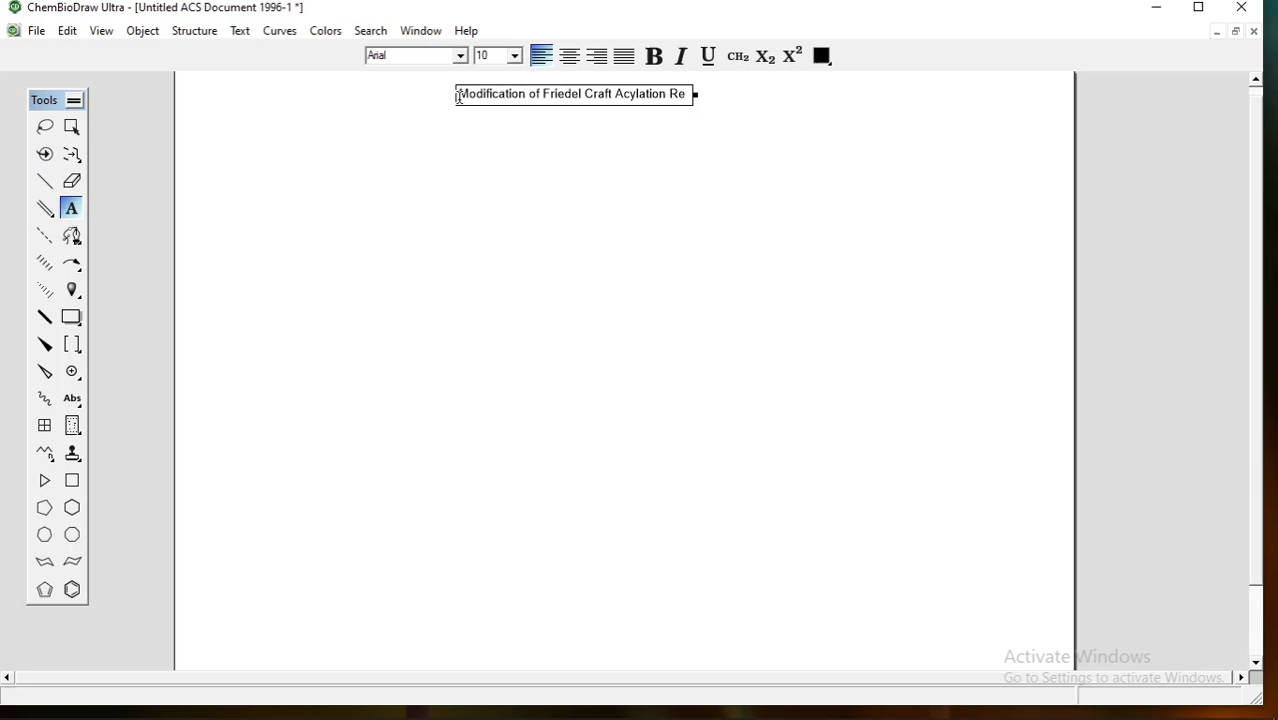 ChemBioDraw Ultra - [Untitled ACS Document 1996-1 *]
File Edit View Object Structure Text Curves Colors Search Window Help
Arial 10 B I U CH2 X2 X2
Modification of Friedel Craft Acylation Re
Tools
A
Abs
Activate Windows
Go to Settings to activate Windows.